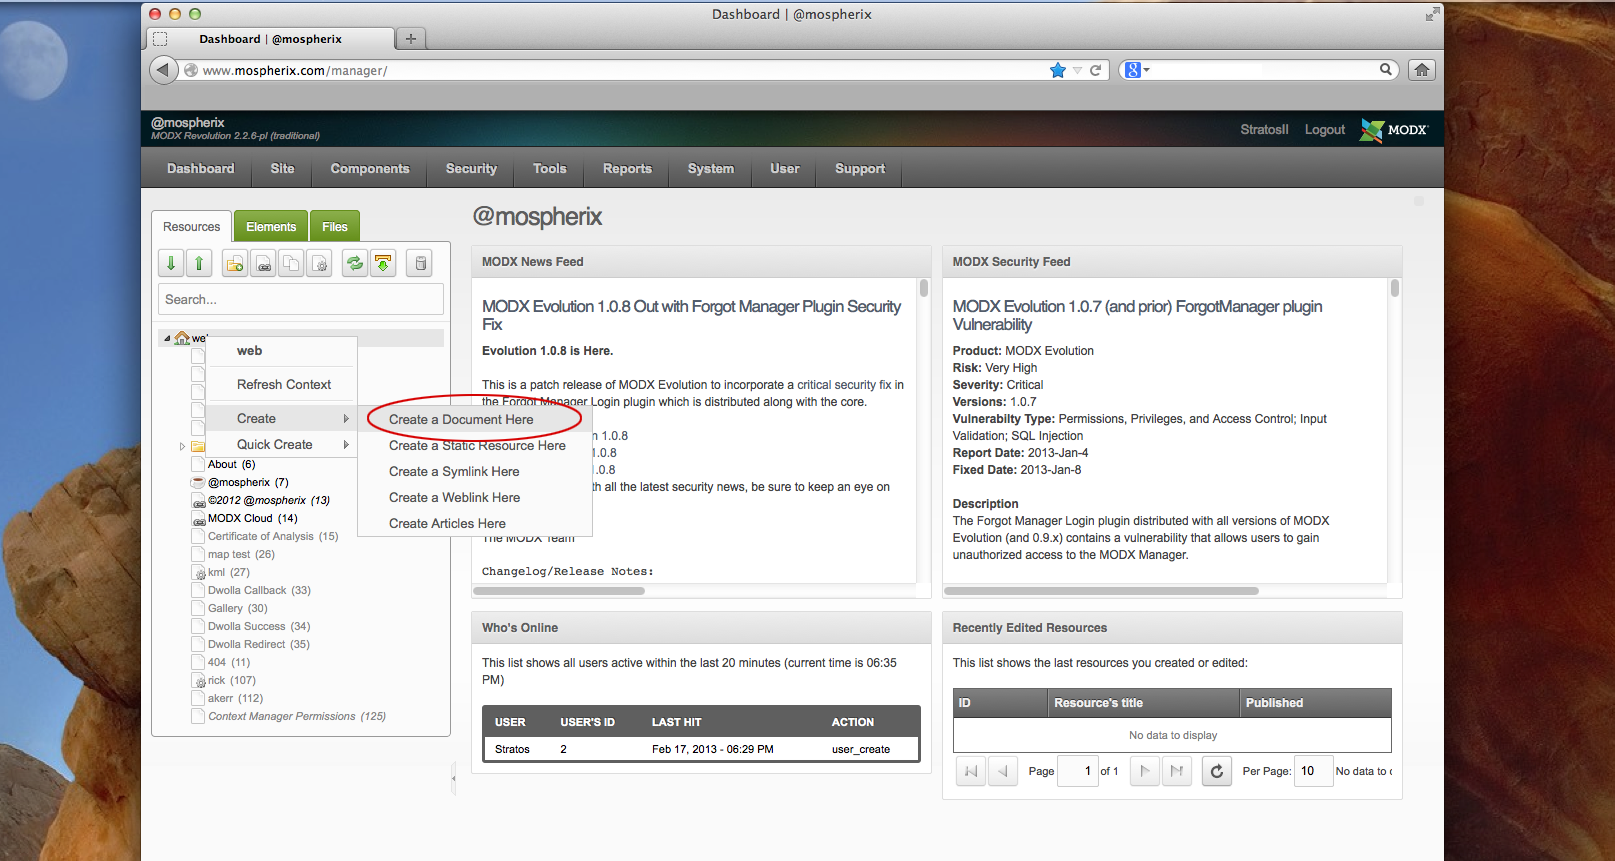 Dashboard | @mospherix
Dashboard | @mospherix
www.mospherix.com/manager/
@mospherix
MODX Revolution 2.2.6-pl (traditional)
StratosII Logout MODX
Dashboard Site Components Security Tools Reports System User Support
Resources Elements Files
Search...
web
Refresh Context
Create
Quick Create
Create a Document Here
Create a Static Resource Here
Create a Symlink Here
Create a Weblink Here
Create Articles Here
About (6)
@mospherix (7)
©2012 @mospherix (13)
MODX Cloud (14)
Certificate of Analysis (15)
map test (26)
kml (27)
Dwolla Callback (33)
Gallery (30)
Dwolla Success (34)
Dwolla Redirect (35)
404 (11)
rick (107)
akerr (112)
Context Manager Permissions (125)
@mospherix
MODX News Feed
MODX Evolution 1.0.8 Out with Forgot Manager Plugin Security
Fix
Evolution 1.0.8 is Here.
This is a patch release of MODX Evolution to incorporate a critical security fix in
the Forgot Manager Login plugin which is distributed along with the core.
1.0.8
1.0.8
1.0.8
all the latest security news, be sure to keep an eye on
The MODX Team
Changelog/Release Notes:
MODX Security Feed
MODX Evolution 1.0.7 (and prior) ForgotManager plugin
Vulnerability
Product: MODX Evolution
Risk: Very High
Severity: Critical
Versions: 1.0.7
Vulnerabilty Type: Permissions, Privileges, and Access Control; Input
Validation; SQL Injection
Report Date: 2013-Jan-4
Fixed Date: 2013-Jan-8
Description
The Forgot Manager Login plugin distributed with all versions of MODX
Evolution (and 0.9.x) contains a vulnerability that allows users to gain
unauthorized access to the MODX Manager.
Who's Online
This list shows all users active within the last 20 minutes (current time is 06:35
PM)
USER USER'S ID LAST HIT ACTION
Stratos 2 Feb 17, 2013 - 06:29 PM user_create
Recently Edited Resources
This list shows the last resources you created or edited:
ID Resource's title Published
No data to display
Page 1 of 1 Per Page: 10 No data to